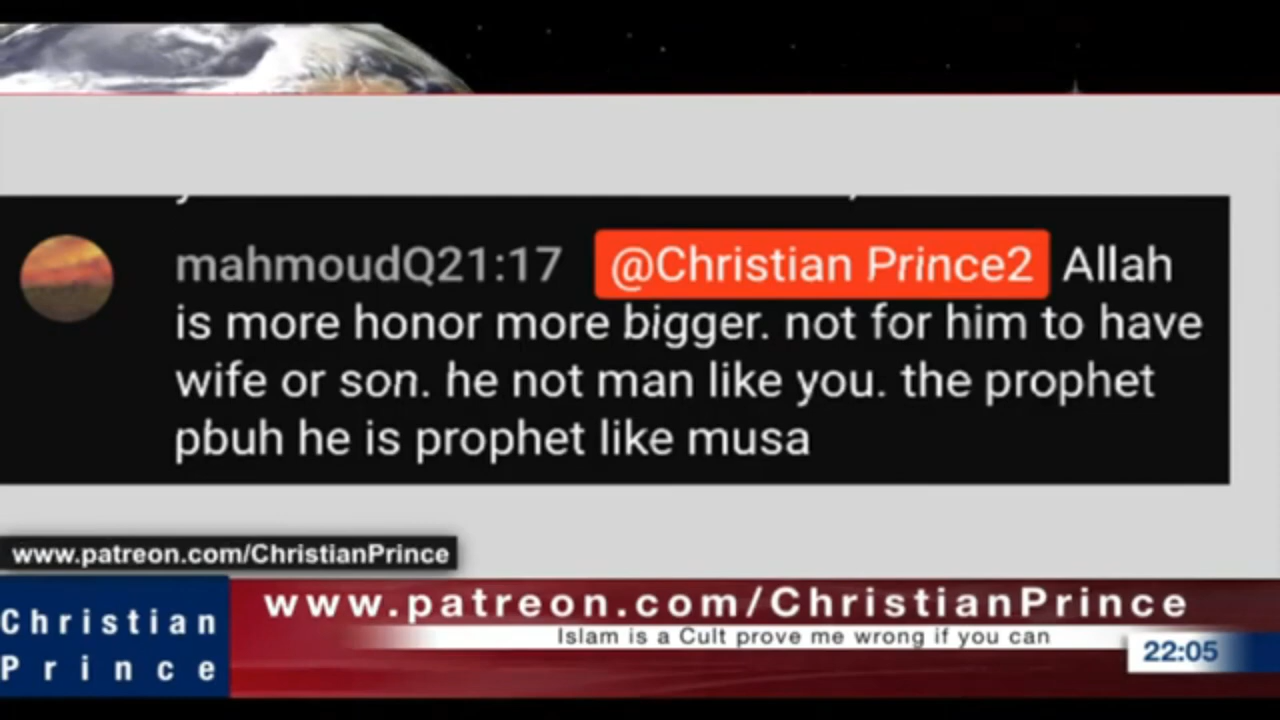 mahmoudQ21:17 @Christian Prince2 Allah
is more honor more bigger. not for him to have
wife or son. he not man like you. the prophet
pbuh he is prophet like musa
www.patreon.com/ChristianPrince
www.patreon.com/ChristianPrince
Islam is a Cult prove me wrong if you can
Christian
Prince
22:05